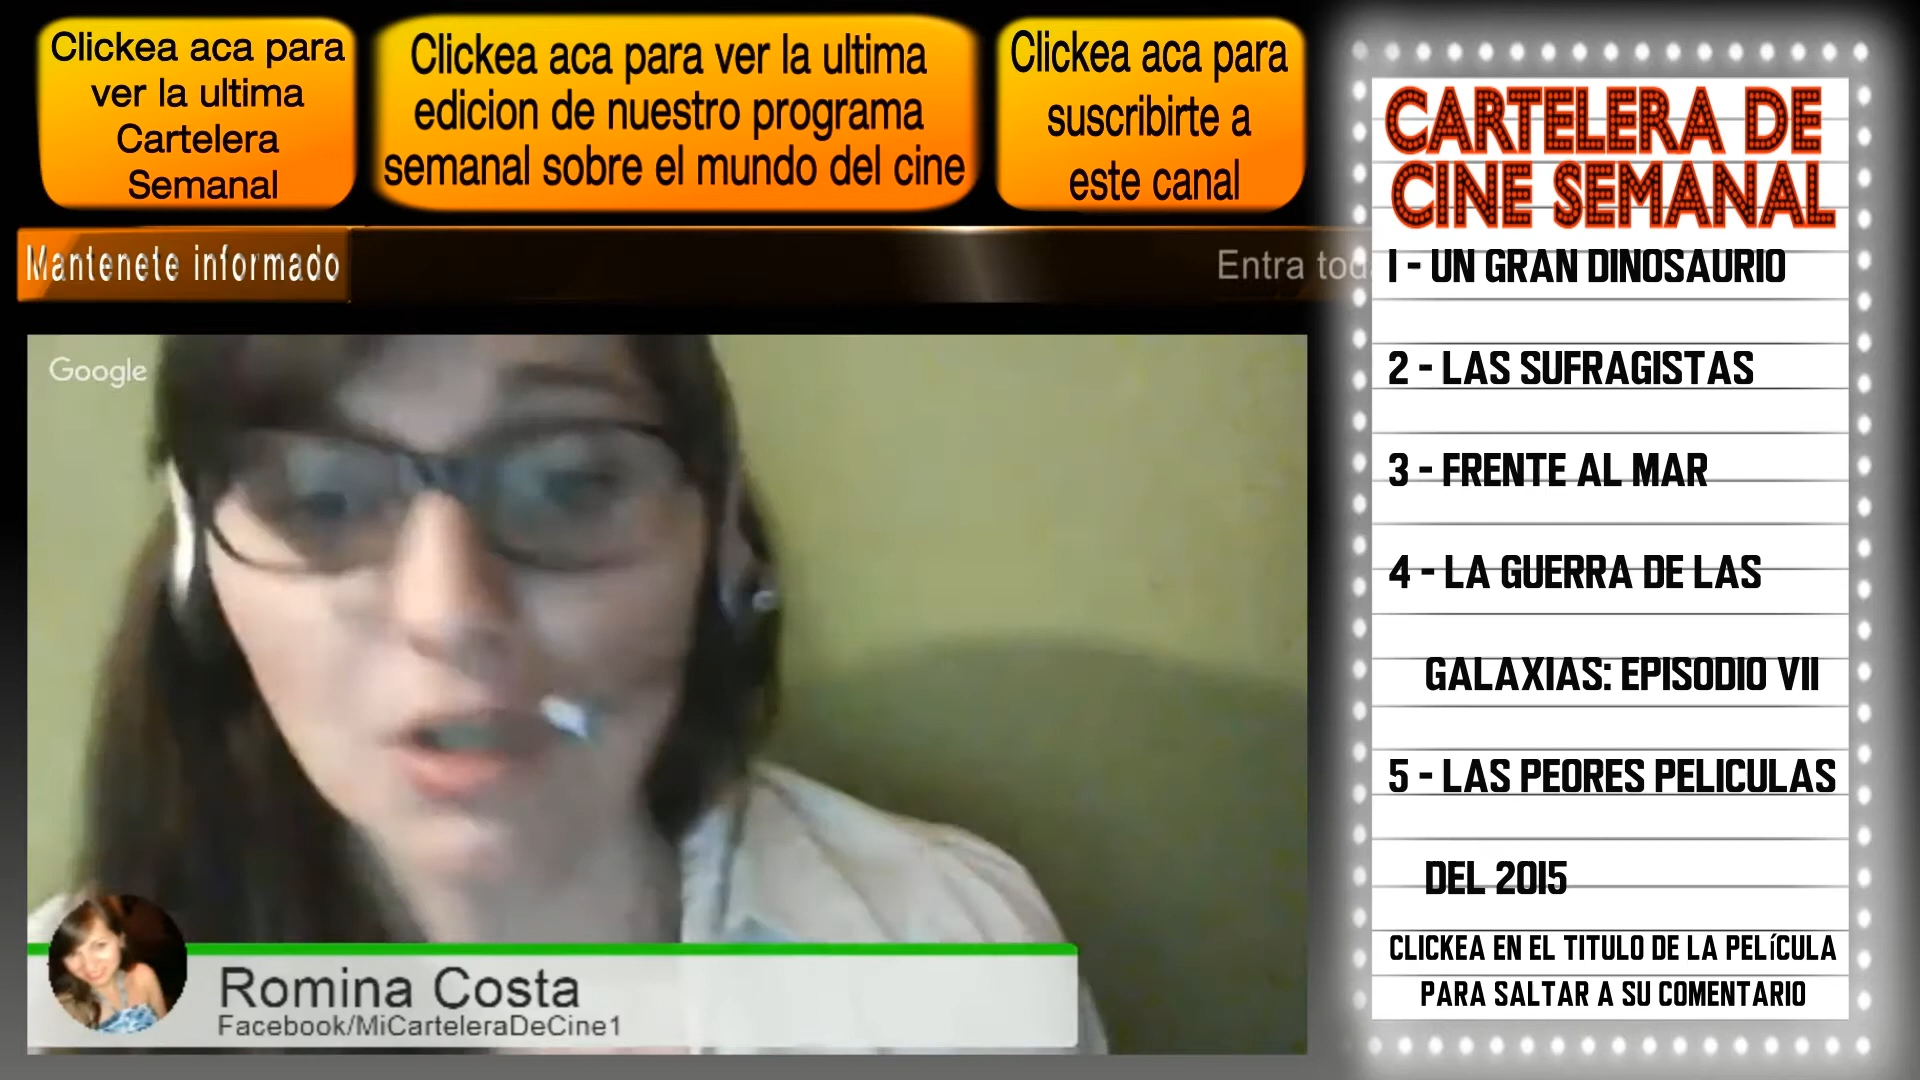 Clickea aca para
ver la ultima
Cartelera
Semanal
Clickea aca para ver la ultima
edicion de nuestro programa
semanal sobre el mundo del cine
Clickea aca para
suscribirte a
este canal
Mantenete informado
Entra
Google
Romina Costa
Facebook/MiCarteleraDeCine1
CARTELERA DE
CINE SEMANAL
1 - UN GRAN DINOSAURIO
2 - LAS SUFRAGISTAS
3 - FRENTE AL MAR
4 - LA GUERRA DE LAS
GALAXIAS: EPISODIO VII
5 - LAS PEORES PELICULAS
DEL 2015
CLICKEA EN EL TITULO DE LA PELíCULA
PARA SALTAR A SU COMENTARIO